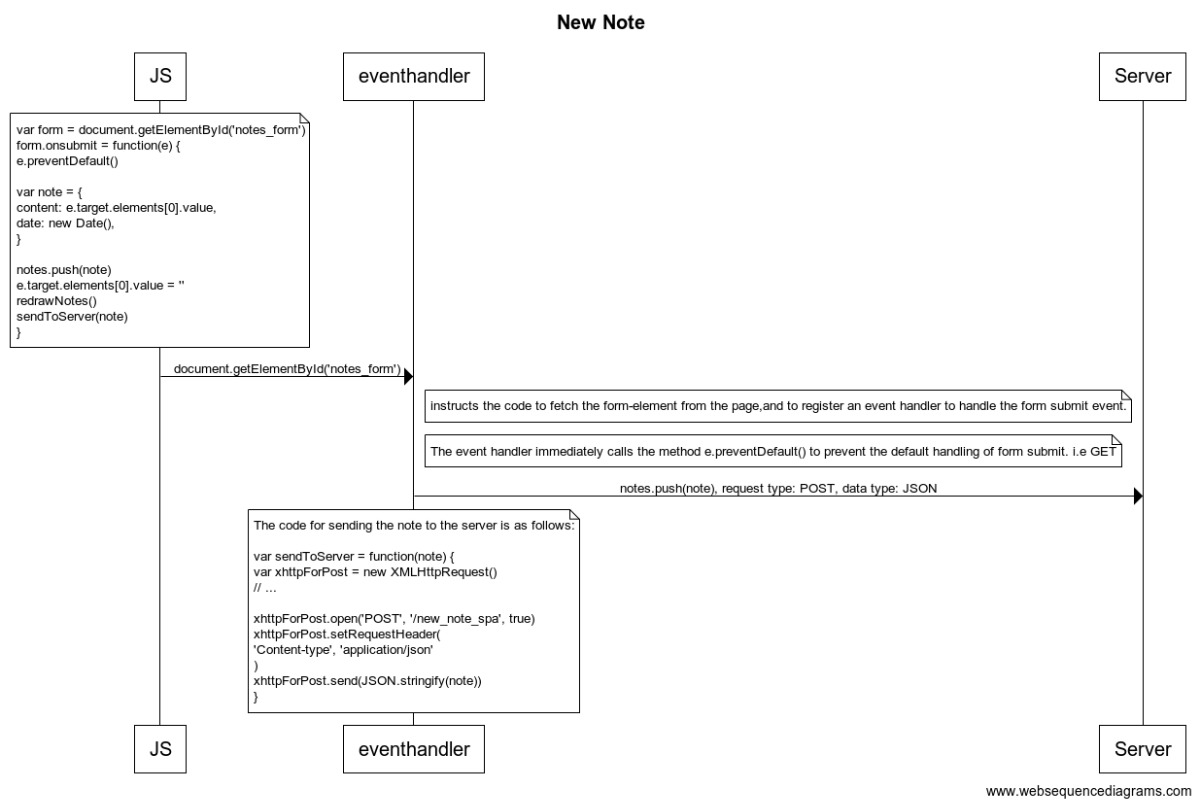 New Note
JS
eventhandler
Server
var form = document.getElementById('notes_form')
form.onsubmit = function(e) {
e.preventDefault()
var note = {
content: e.target.elements[0].value,
date: new Date(),
}
notes.push(note)
e.target.elements[0].value = ''
redrawNotes()
sendToServer(note)
}
document.getElementById('notes_form')
instructs the code to fetch the form-element from the page,and to register an event handler to handle the form submit event.
The event handler immediately calls the method e.preventDefault() to prevent the default handling of form submit. i.e GET
notes.push(note), request type: POST, data type: JSON
The code for sending the note to the server is as follows:
var sendToServer = function(note) {
var xhttpForPost = new XMLHttpRequest()
// ...
xhttpForPost.open('POST', '/new_note_spa', true)
xhttpForPost.setRequestHeader(
'Content-type', 'application/json'
)
xhttpForPost.send(JSON.stringify(note))
}
JS
eventhandler
Server
www.websequencediagrams.com